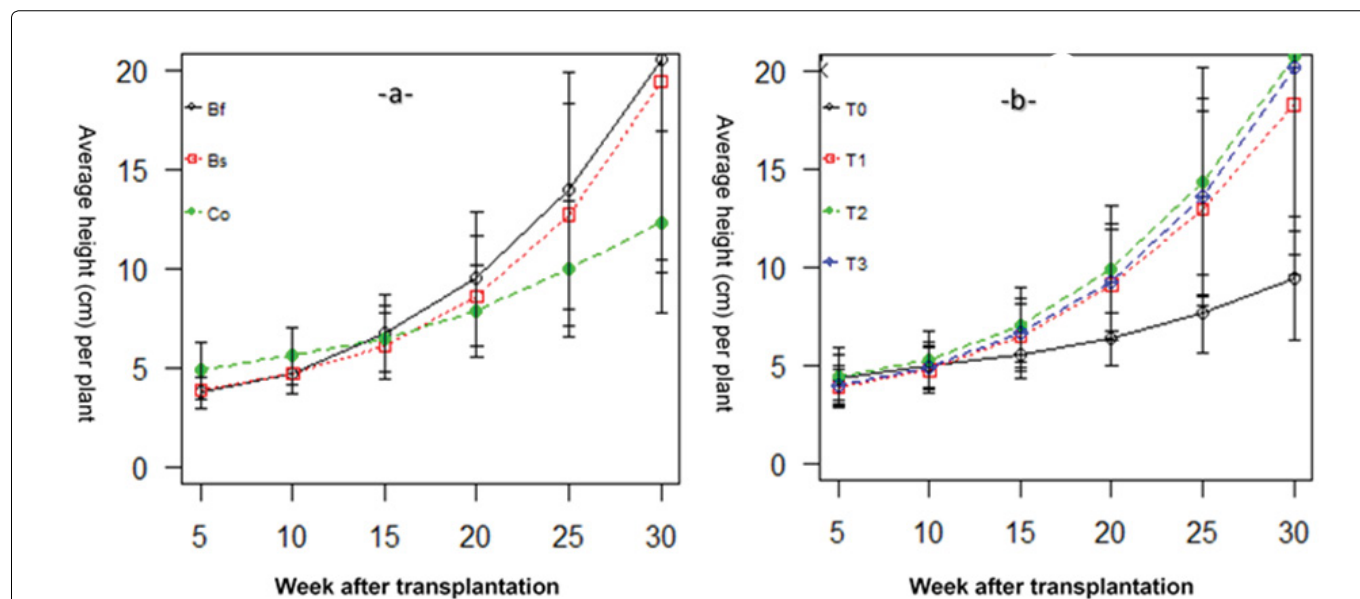 -a-
Average height (cm) per plant
20
15
10
5
0
Bf
Bs
Co
5 10 15 20 25 30
Week after transplantation
-b-
Average height (cm) per plant
20
15
10
5
0
T0
T1
T2
T3
5 10 15 20 25 30
Week after transplantation